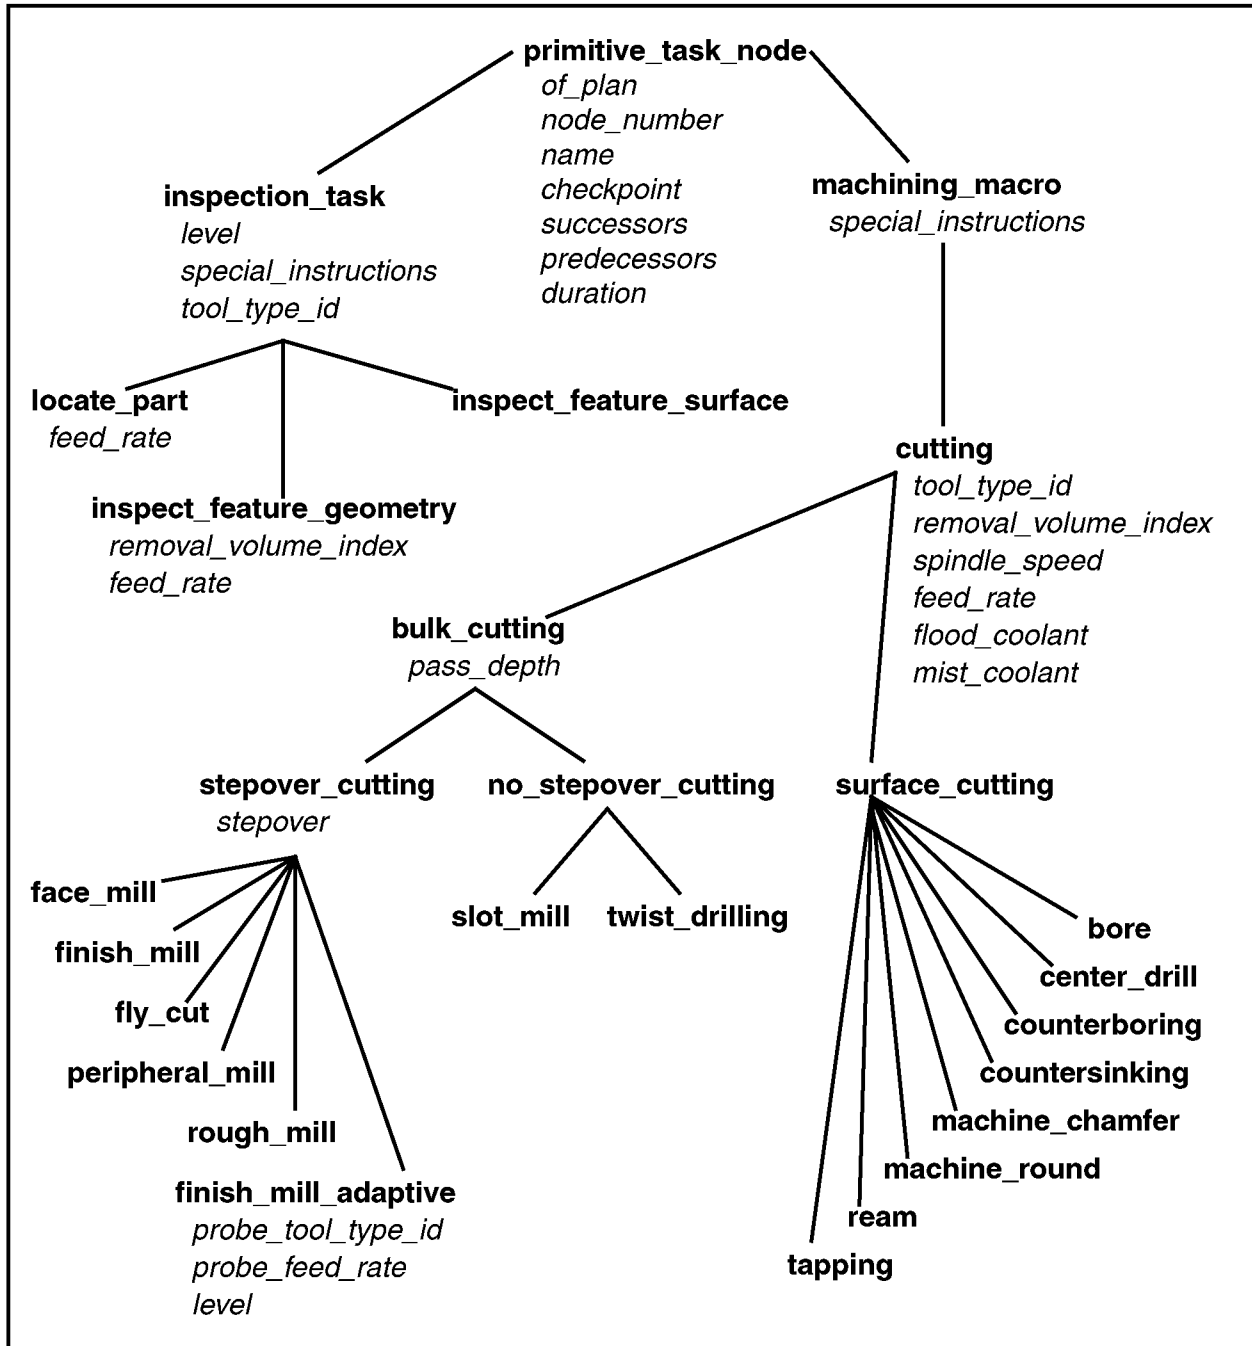 primitive_task_node
of_plan
node_number
name
checkpoint
successors
predecessors
duration
inspection_task
level
special_instructions
tool_type_id
machining_macro
special_instructions
locate_part
feed_rate
inspect_feature_surface
inspect_feature_geometry
removal_volume_index
feed_rate
cutting
tool_type_id
removal_volume_index
spindle_speed
feed_rate
flood_coolant
mist_coolant
bulk_cutting
pass_depth
stepover_cutting
stepover
no_stepover_cutting
surface_cutting
face_mill
finish_mill
fly_cut
peripheral_mill
rough_mill
finish_mill_adaptive
probe_tool_type_id
probe_feed_rate
level
slot_mill
twist_drilling
bore
center_drill
counterboring
countersinking
machine_chamfer
machine_round
ream
tapping